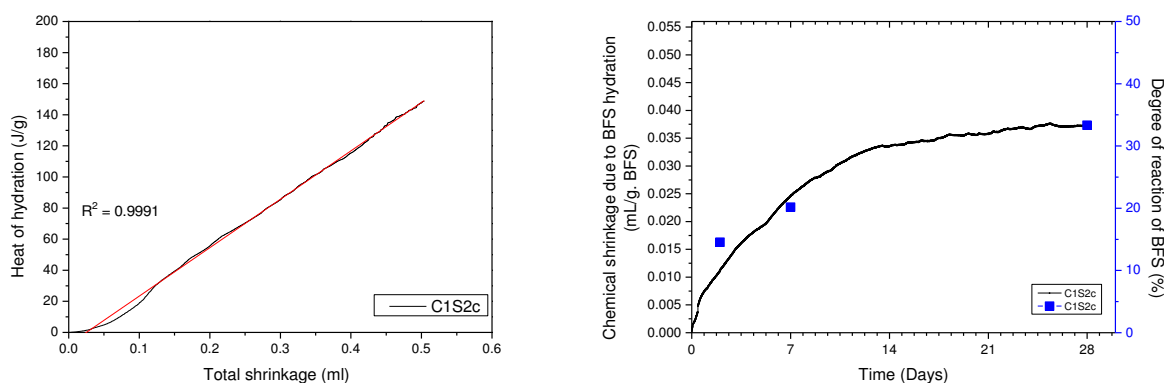 200
180
160
140
120
100
80
60
40
20
0
Heat of hydration (J/g)
R² = 0.9991
C1S2c
0.0 0.1 0.2 0.3 0.4 0.5 0.6
Total shrinkage (ml)
0.055
0.050
0.045
0.040
0.035
0.030
0.025
0.020
0.015
0.010
0.005
0.000
Chemical shrinkage due to BFS hydration
(mL/g. BFS)
C1S2c
C1S2c
0 7 14 21 28
Time (Days)
50
40
30
20
10
0
Degree of reaction of BFS (%)